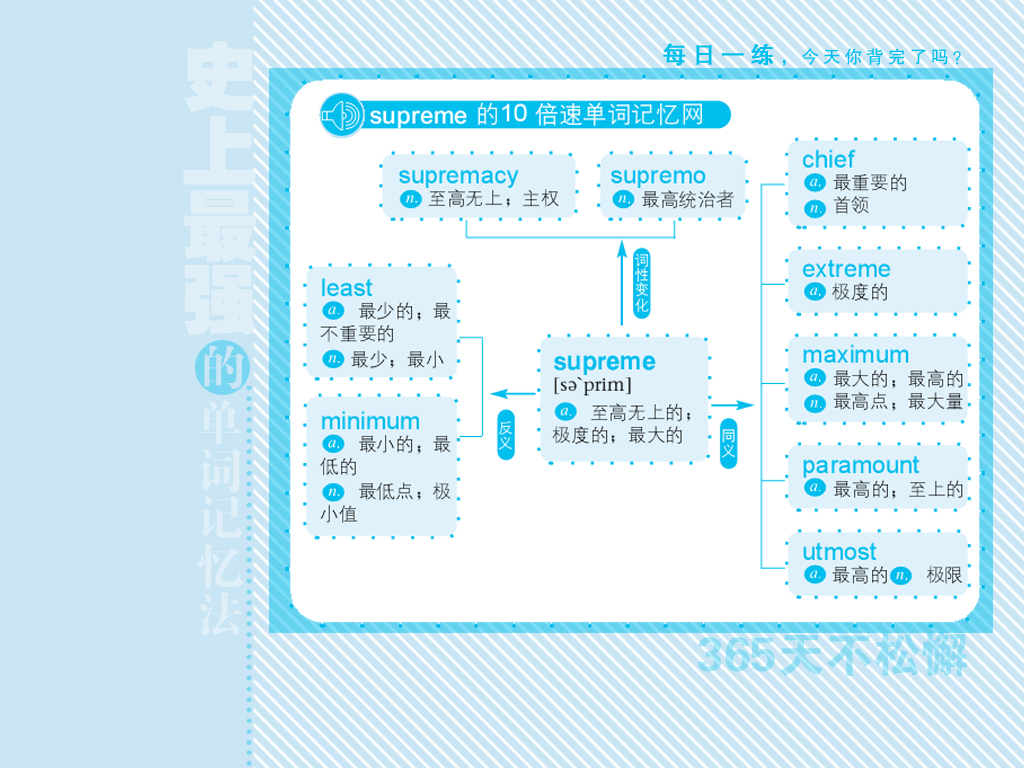 每日一练，今天你背完了吗?
史上最强的单词记忆法
supreme 的10 倍速单词记忆网
supremacy
n. 至高无上；主权
supremo
n. 最高统治者
词性变化
least
a. 最少的；最
不重要的
n. 最少；最小
minimum
a. 最小的；最
低的
n. 最低点；极
小值
反义
supreme
[sə`prim]
a. 至高无上的；
极度的；最大的
同义
chief
a. 最重要的
n. 首领
extreme
a. 极度的
maximum
a. 最大的；最高的
n. 最高点；最大量
paramount
a. 最高的；至上的
utmost
a. 最高的 n. 极限
365天不松懈